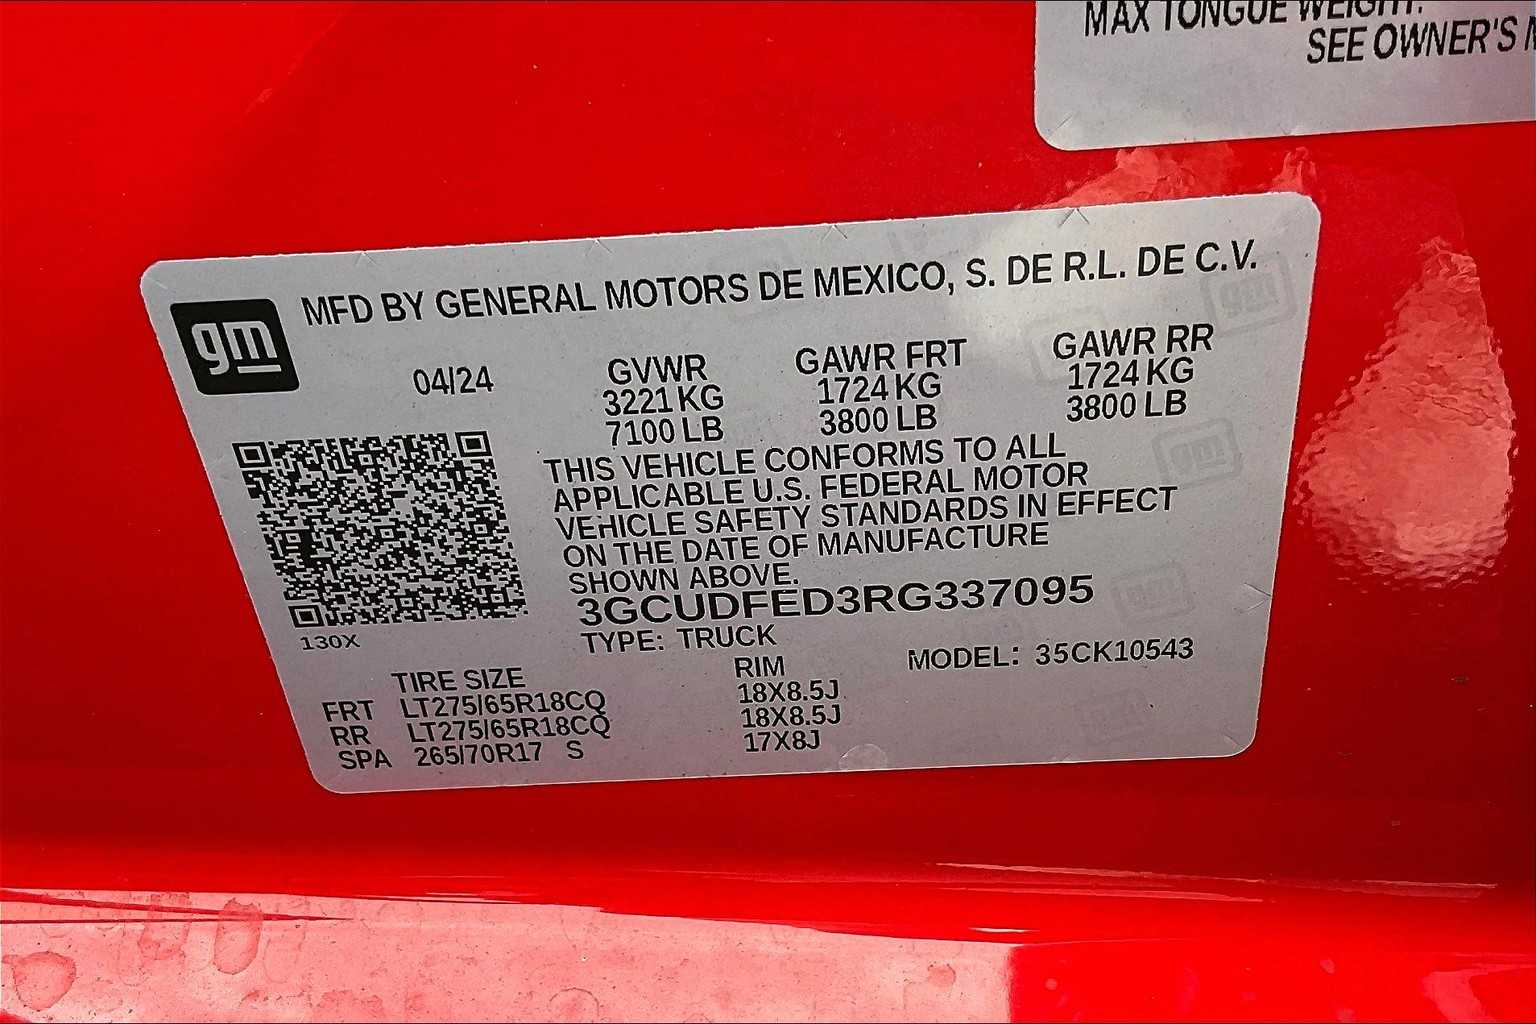 MAX TONGUE WEIGHT:
SEE OWNER'S
gm
MFD BY GENERAL MOTORS DE MEXICO, S. DE R.L. DE C.V.
04/24 GVWR GAWR FRT GAWR RR
3221 KG 1724 KG 1724 KG
7100 LB 3800 LB 3800 LB
THIS VEHICLE CONFORMS TO ALL
APPLICABLE U.S. FEDERAL MOTOR
VEHICLE SAFETY STANDARDS IN EFFECT
ON THE DATE OF MANUFACTURE
SHOWN ABOVE.
3GCUDFED3RG337095
130X
TYPE: TRUCK
MODEL: 35CK10543
TIRE SIZE RIM
FRT LT275/65R18CQ 18X8.5J
RR LT275/65R18CQ 18X8.5J
SPA 265/70R17 S 17X8J